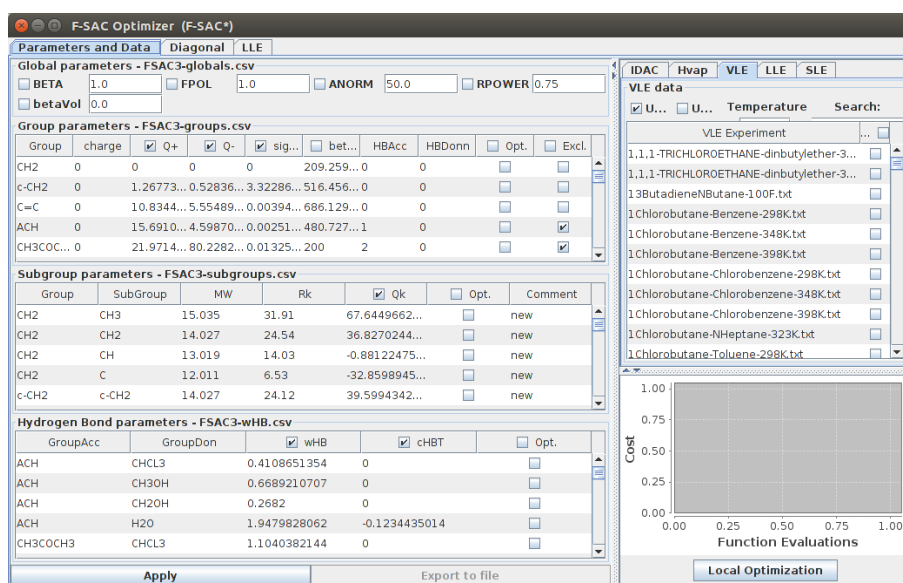 F-SAC Optimizer (F-SAC*)
Parameters and Data Diagonal LLE
Global parameters - FSAC3-globals.csv
BETA 1.0 FPOL 1.0 ANORM 50.0 RPOWER 0.75
betaVol 0.0
Group parameters - FSAC3-groups.csv
Group charge Q+ Q- sig... bet... HBAcc HBDonn Opt. Excl.
CH2 0 0 0 0 209.259... 0 0
c-CH2 0 1.26773... 0.52836... 3.32286... 516.456... 0 0
C=C 0 10.8344... 5.55489... 0.00394... 686.129... 0 0
ACH 0 15.6910... 4.59870... 0.00251... 480.727... 1 0
CH3COC... 0 21.9714... 80.2282... 0.01325... 200 2 0
Subgroup parameters - FSAC3-subgroups.csv
Group SubGroup MW Rk Qk Opt. Comment
CH2 CH3 15.035 31.91 67.6449662... new
CH2 CH2 14.027 24.54 36.8270244... new
CH2 CH 13.019 14.03 -0.88122475... new
CH2 C 12.011 6.53 -32.8598945... new
c-CH2 c-CH2 14.027 24.12 39.5994342... new
Hydrogen Bond parameters - FSAC3-wHB.csv
GroupAcc GroupDon wHB cHBT Opt.
ACH CHCL3 0.4108651354 0
ACH CH3OH 0.6689210707 0
ACH CH2OH 0.2682 0
ACH H2O 1.9479828062 -0.1234435014
CH3COCH3 CHCL3 1.1040382144 0
Apply Export to file
IDAC Hvap VLE LLE SLE
VLE data
U... U... Temperature Search:
VLE Experiment ...
1,1,1-TRICHLOROETHANE-dinbutylether-3...
1,1,1-TRICHLOROETHANE-dinbutylether-3...
13ButadieneNButane-100F.txt
1Chlorobutane-Benzene-298K.txt
1Chlorobutane-Benzene-348K.txt
1Chlorobutane-Benzene-398K.txt
1Chlorobutane-Chlorobenzene-298K.txt
1Chlorobutane-Chlorobenzene-348K.txt
1Chlorobutane-Chlorobenzene-398K.txt
1Chlorobutane-NHeptane-323K.txt
1Chlorobutane-Toluene-298K.txt
1.00
0.75
0.50
0.25
0.00
Cost
0.00 0.25 0.50 0.75 1.00
Function Evaluations
Local Optimization